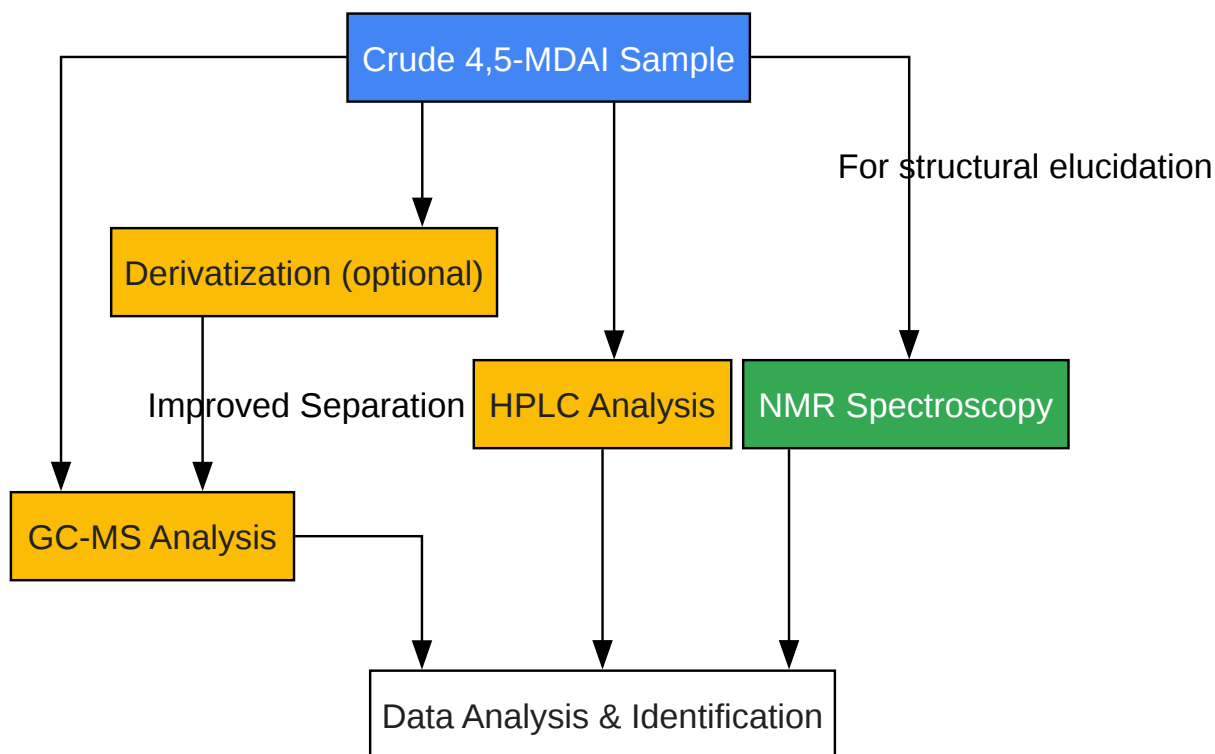 Crude 4,5-MDAI Sample
For structural elucidation
Derivatization (optional)
Improved Separation
HPLC Analysis
NMR Spectroscopy
GC-MS Analysis
Data Analysis & Identification